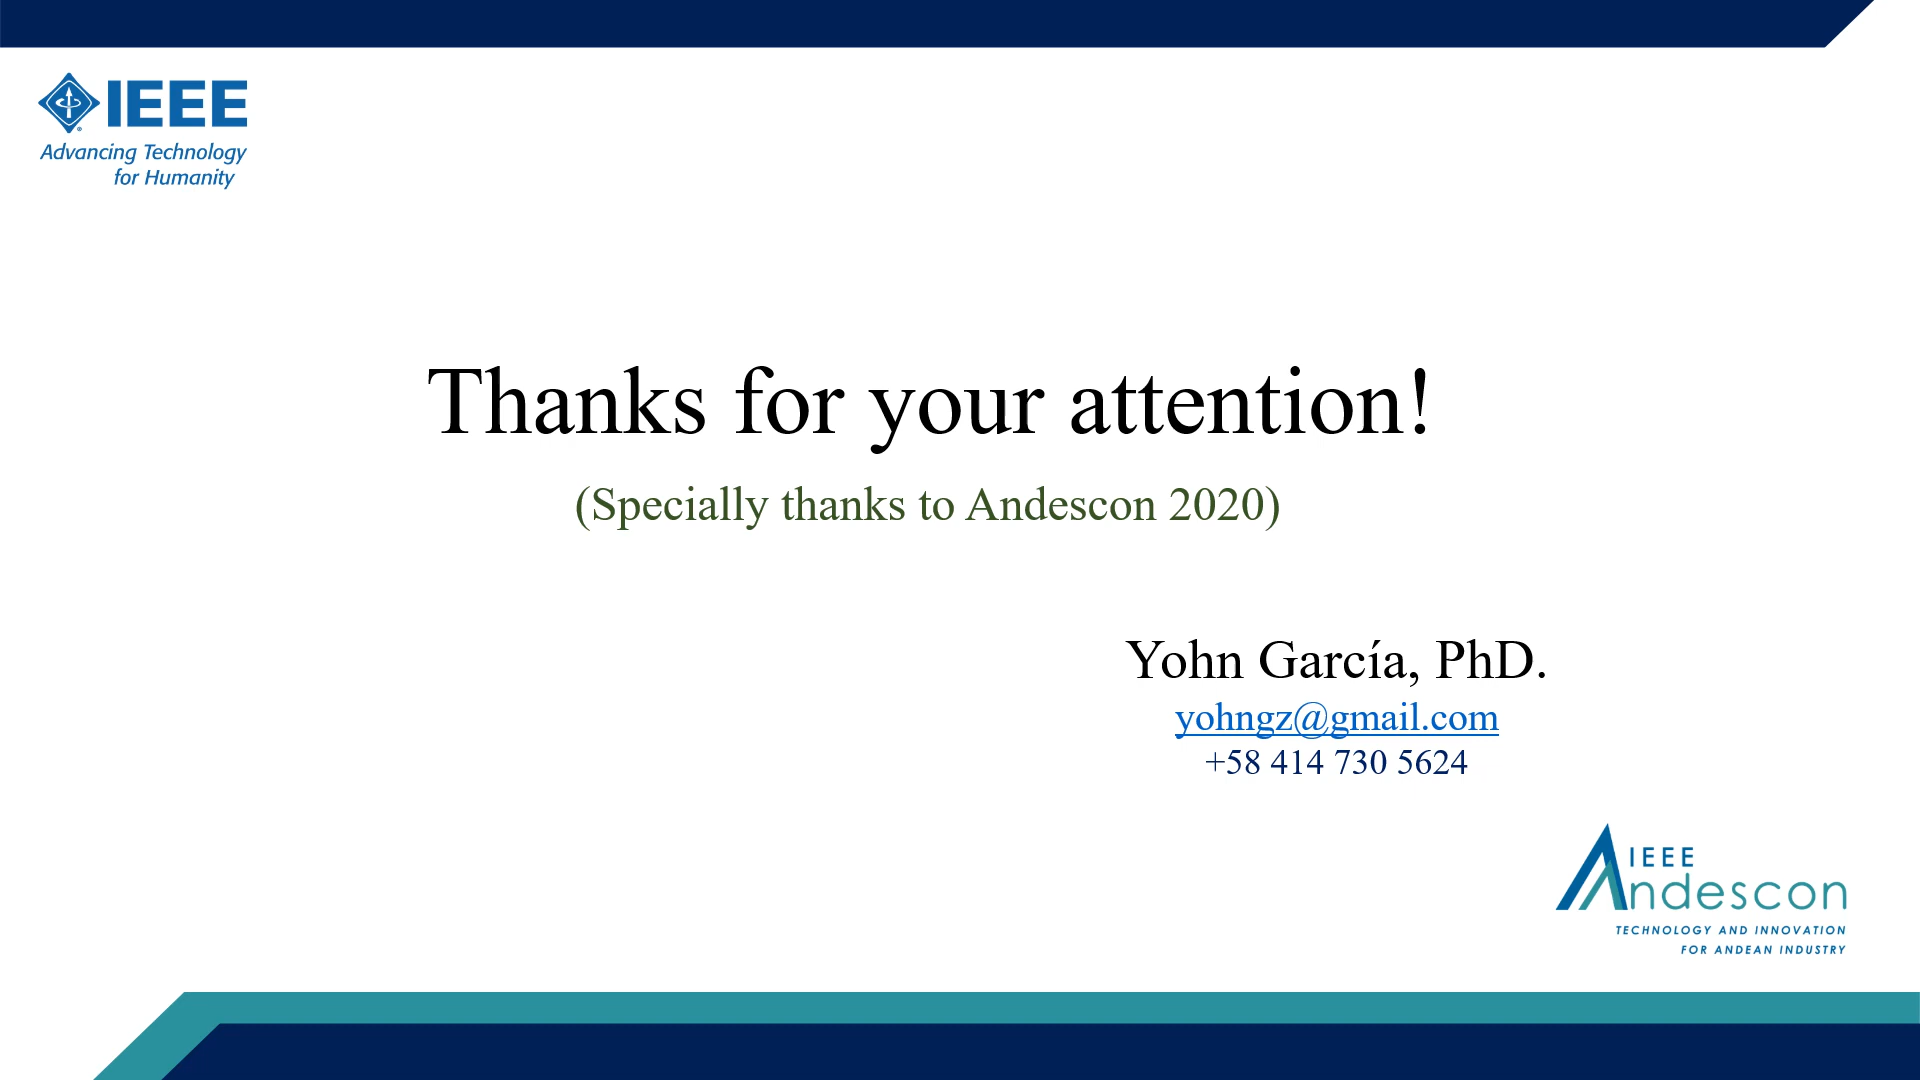 IEEE
Advancing Technology
for Humanity
Thanks for your attention!
(Specially thanks to Andescon 2020)
Yohn García, PhD.
yohngz@gmail.com
+58 414 730 5624
IEEE
Andescon
TECHNOLOGY AND INNOVATION
FOR ANDEAN INDUSTRY